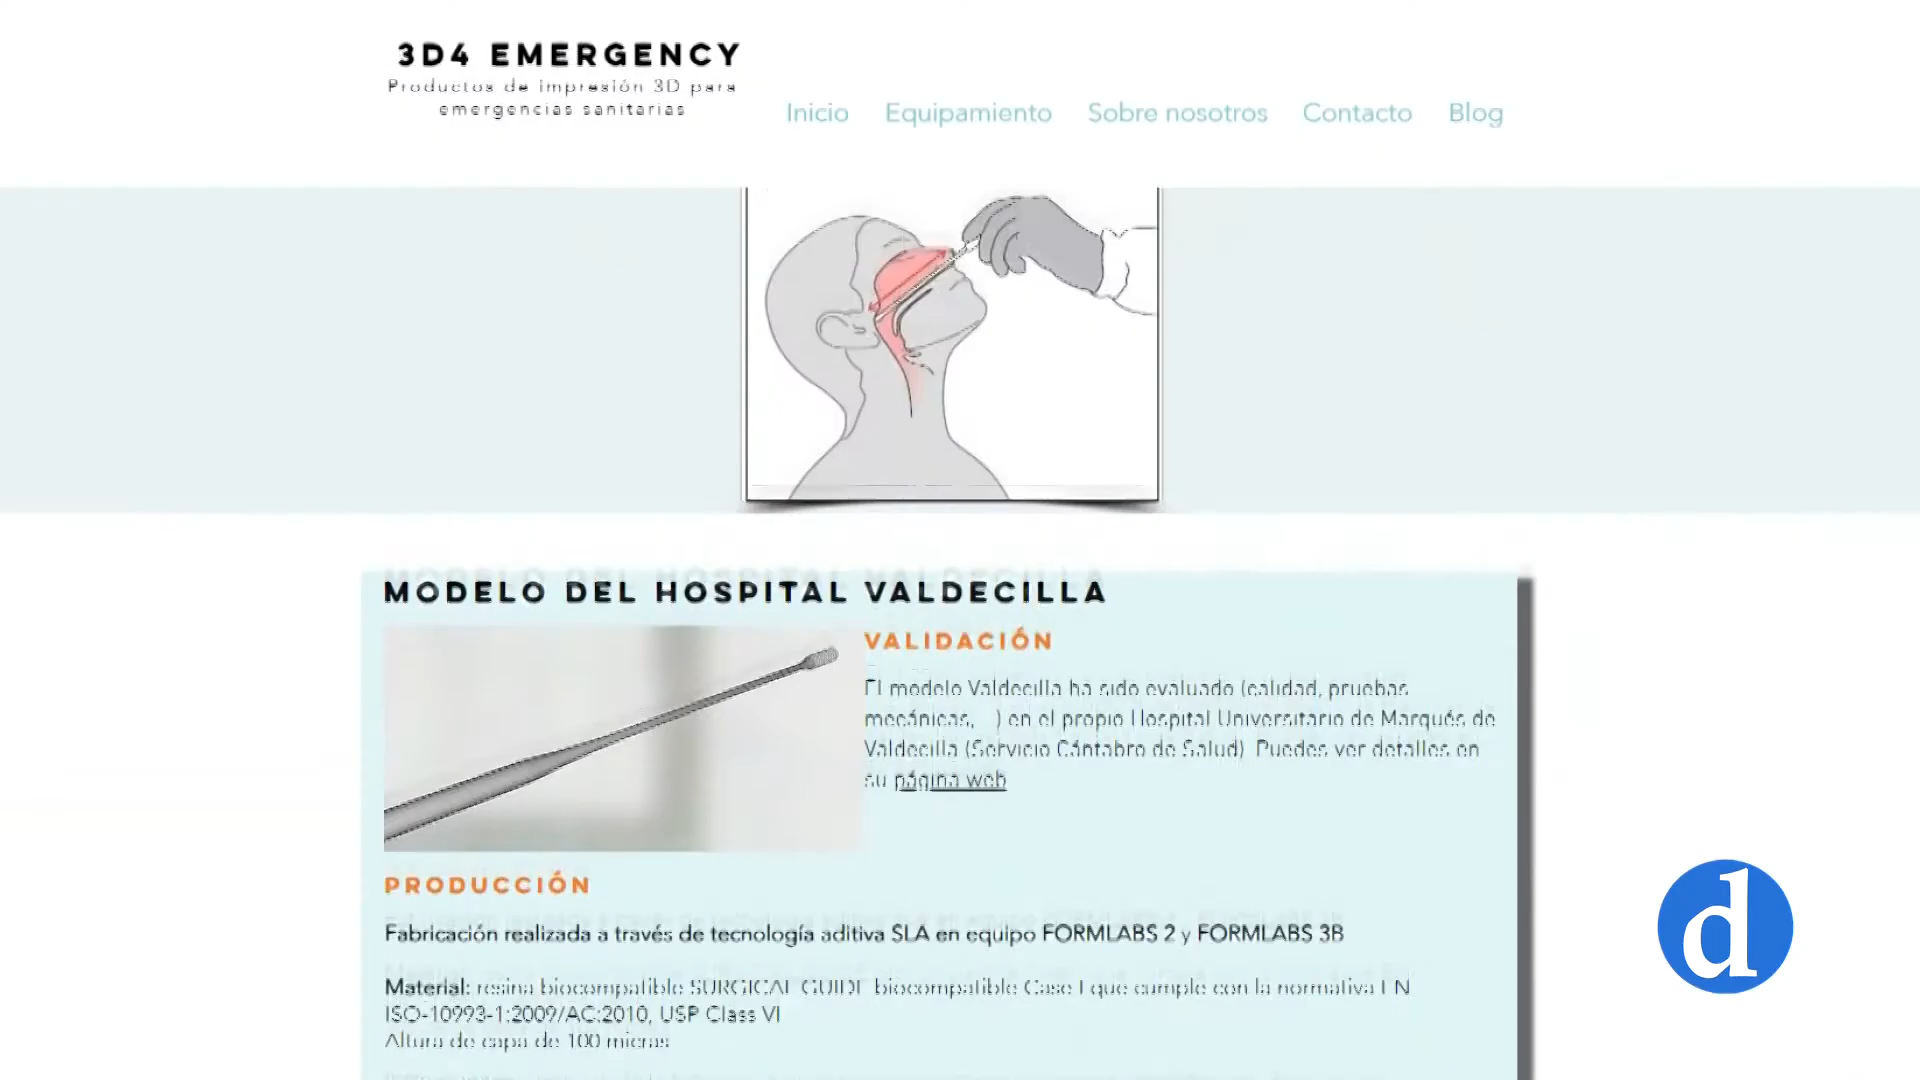 3D4 EMERGENCY
Productos de impresión 3D para
emergencias sanitarias
Inicio Equipamiento Sobre nosotros Contacto Blog
MODELO DEL HOSPITAL VALDECILLA
VALIDACIÓN
El modelo Valdecilla ha sido evaluado (calidad, pruebas
mecánicas, ) en el propio Hospital Universitario de Marqués de
Valdecilla (Servicio Cántabro de Salud) Puedes ver detalles en
su página web
PRODUCCIÓN
Fabricación realizada a través de tecnología aditiva SLA en equipo FORMLABS 2 y FORMLABS 3B
Material: resina biocompatible SURGICAL GUIDE biocompatible Case I que cumple con la normativa EN
ISO-10993-1:2009/AC:2010, USP Class VI
Altura de capa de 100 micras
d